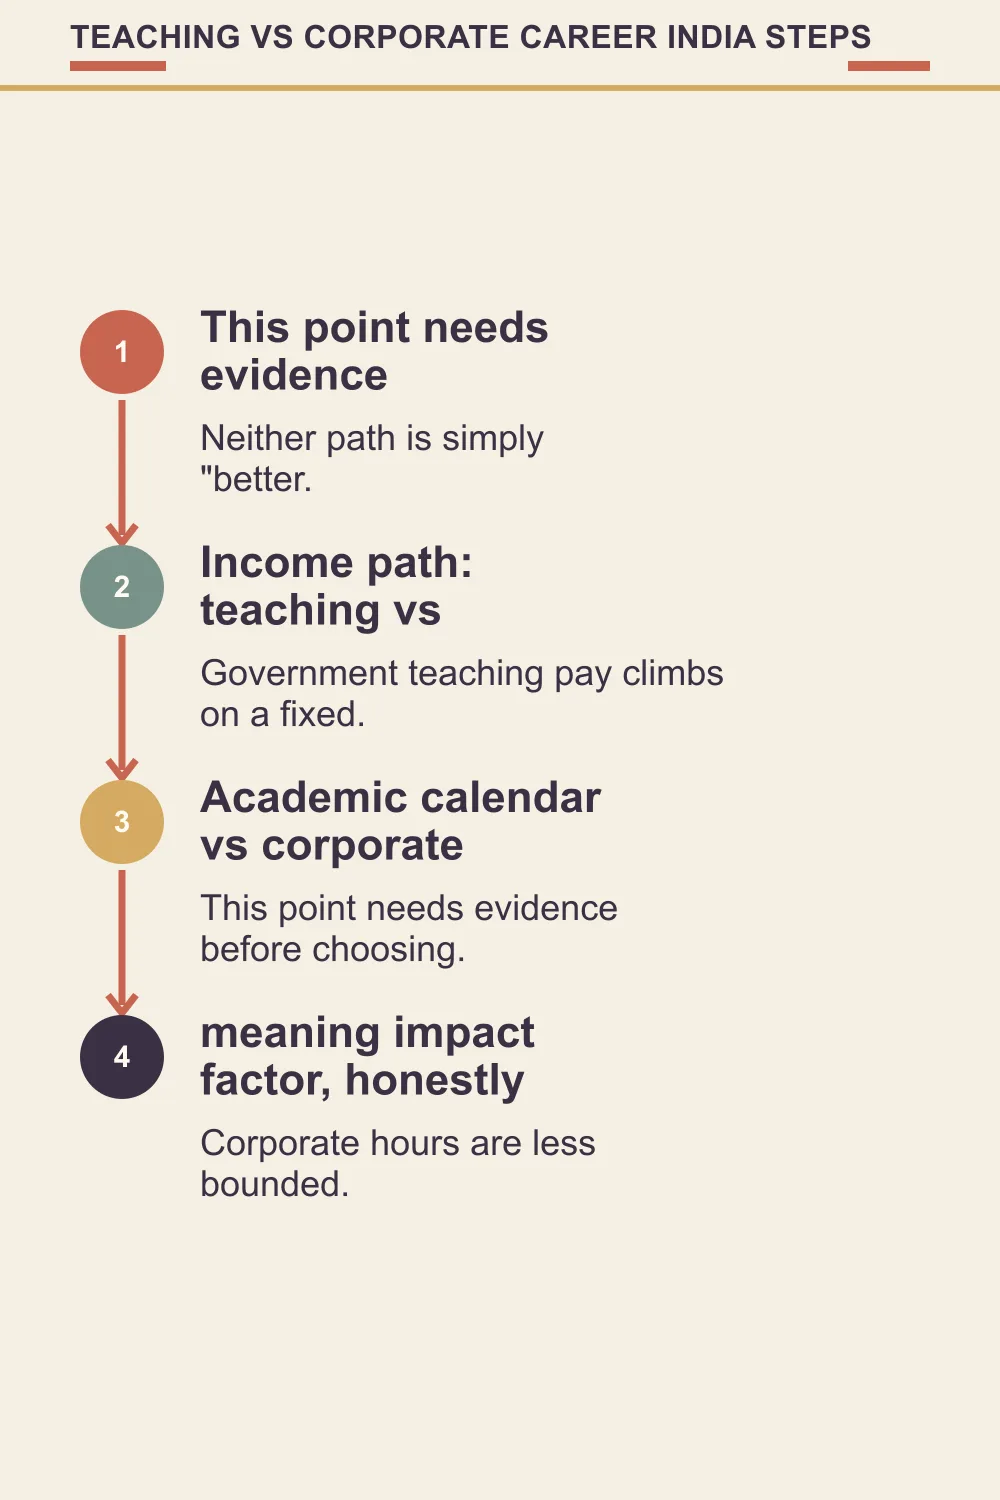 TEACHING VS CORPORATE CAREER INDIA STEPS
1
This point needs
evidence
Neither path is simply
"better.
2
Income path:
teaching vs
Government teaching pay climbs
on a fixed.
3
Academic calendar
vs corporate
This point needs evidence
before choosing.
4
meaning impact
factor, honestly
Corporate hours are less
bounded.